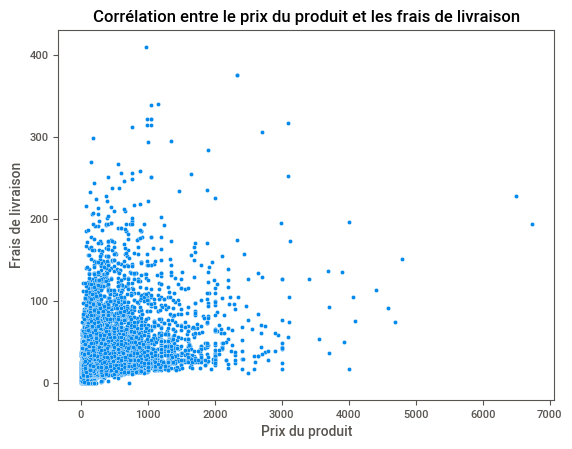 Corrélation entre le prix du produit et les frais de livraison
400
300
200
100
0
Frais de livraison
0 1000 2000 3000 4000 5000 6000 7000
Prix du produit